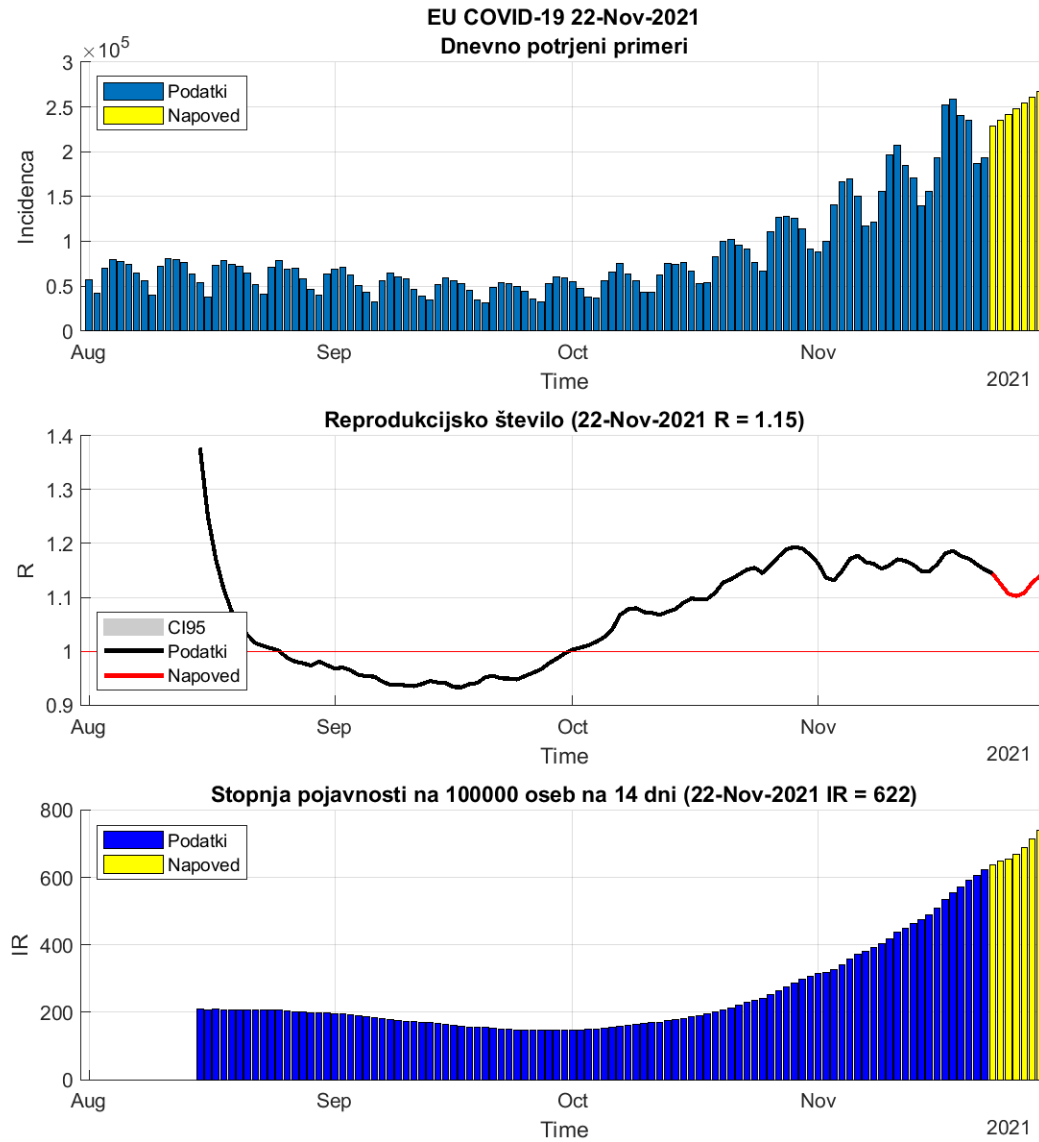 EU COVID-19 22-Nov-2021
Dnevno potrjeni primeri
×10^5
3
2.5
2
1.5
1
0.5
0
Incidenca
Podatki
Napoved
Aug Sep Oct Nov
Time
2021
Reprodukcijsko število (22-Nov-2021 R = 1.15)
1.4
1.3
1.2
1.1
1
0.9
R
CI95
Podatki
Napoved
Aug Sep Oct Nov
Time
2021
Stopnja pojavnosti na 100000 oseb na 14 dni (22-Nov-2021 IR = 622)
800
600
400
200
0
IR
Podatki
Napoved
Aug Sep Oct Nov
Time
2021